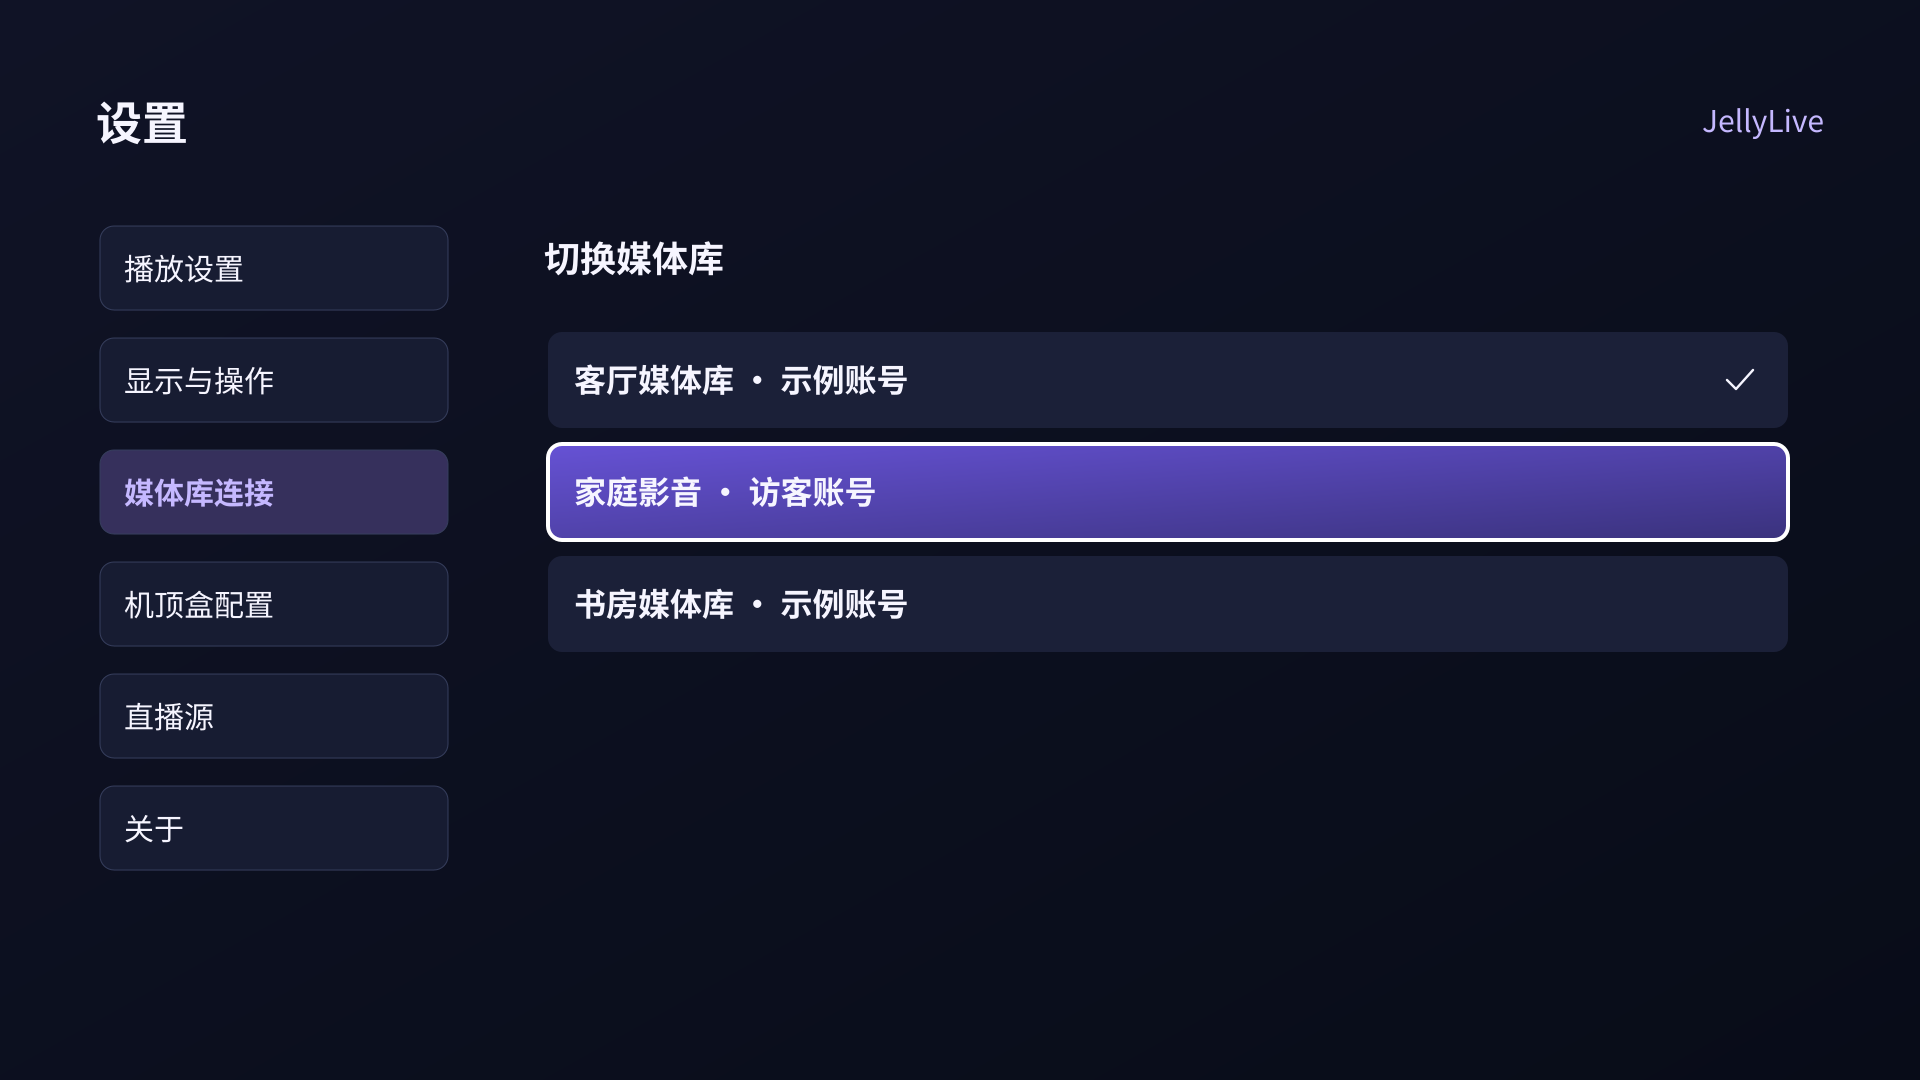 设置
JellyLive
播放设置
显示与操作
媒体库连接
机顶盒配置
直播源
关于
切换媒体库
客厅媒体库 · 示例账号
家庭影音 · 访客账号
书房媒体库 · 示例账号